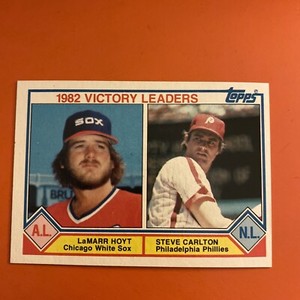 1982 VICTORY LEADERS
Topps
SOX
P
A.L.
LaMARR HOYT
Chicago White Sox
STEVE CARLTON
Philadelphia Phillies
N.L.